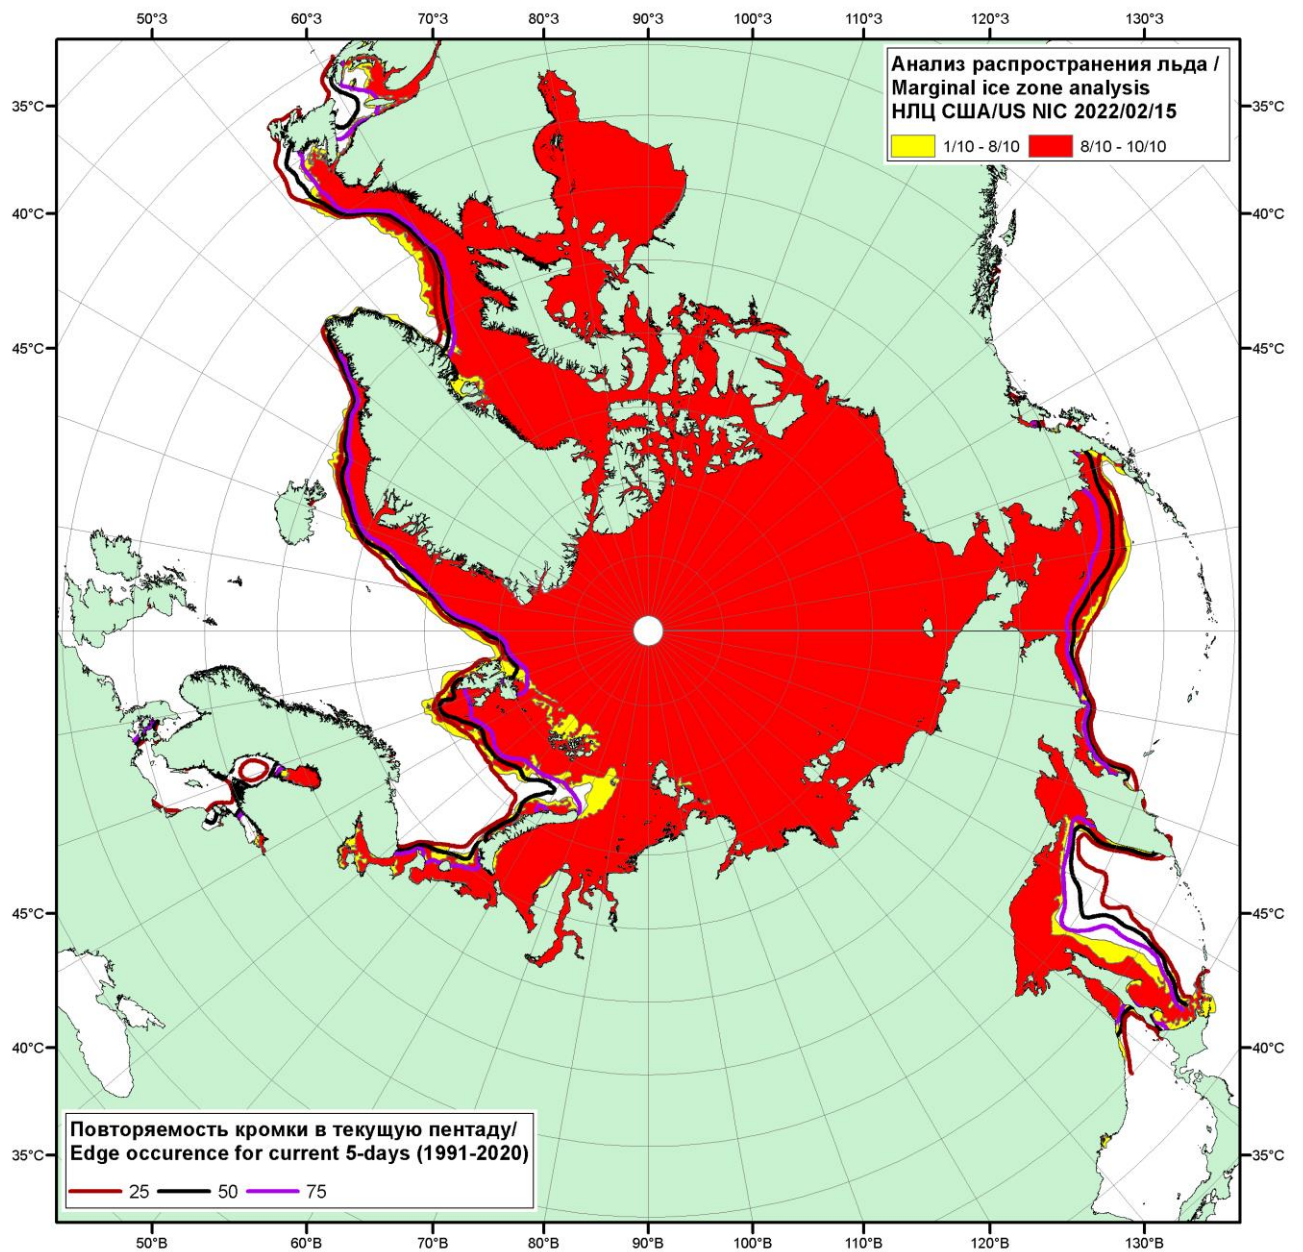 50°З 60°З 70°З 80°З 90°З 100°З 110°З 120°З 130°З
Анализ распространения льда /
Marginal ice zone analysis
НЛЦ США/US NIC 2022/02/15
1/10 - 8/10 8/10 - 10/10
35°С 35°С
40°С 40°С
45°С 45°С
45°С 45°С
40°С 40°С
35°С 35°С
Повторяемость кромки в текущую пентаду/
Edge occurence for current 5-days (1991-2020)
25 50 75
50°В 60°В 70°В 80°В 90°В 100°В 110°В 120°В 130°В